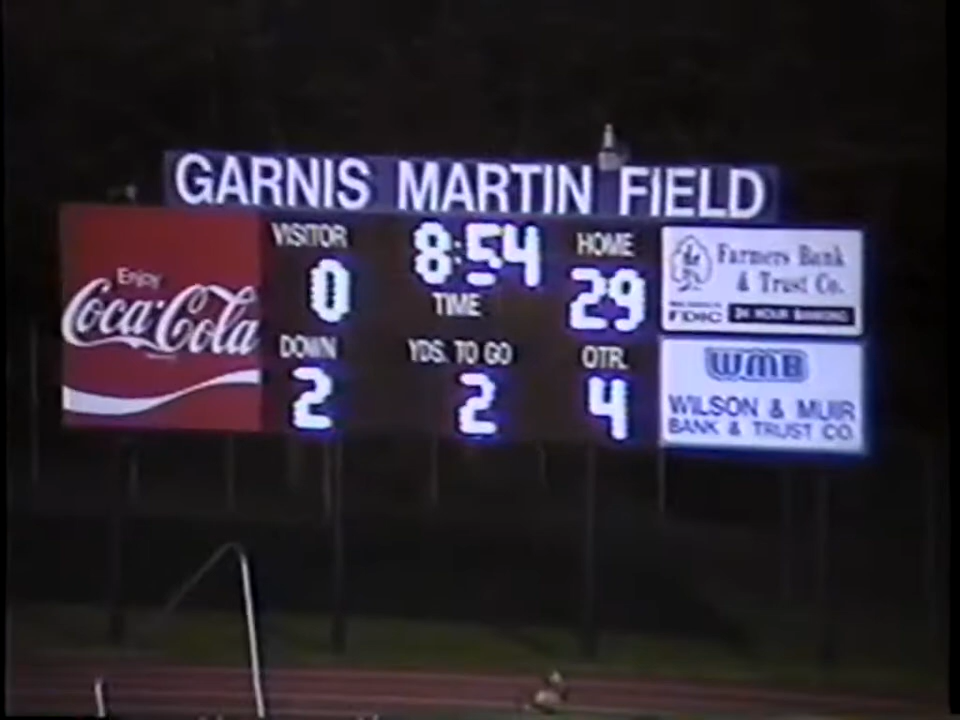 GARNIS MARTIN FIELD
Enjoy
Coca-Cola
VISITOR
0
8:54
TIME
HOME
29
DOWN
2
YDS. TO GO
2
QTR.
4
Farmers Bank
& Trust Co.
FDIC
24 HOUR BANKING
WMB
WILSON & MUIR
BANK & TRUST CO.